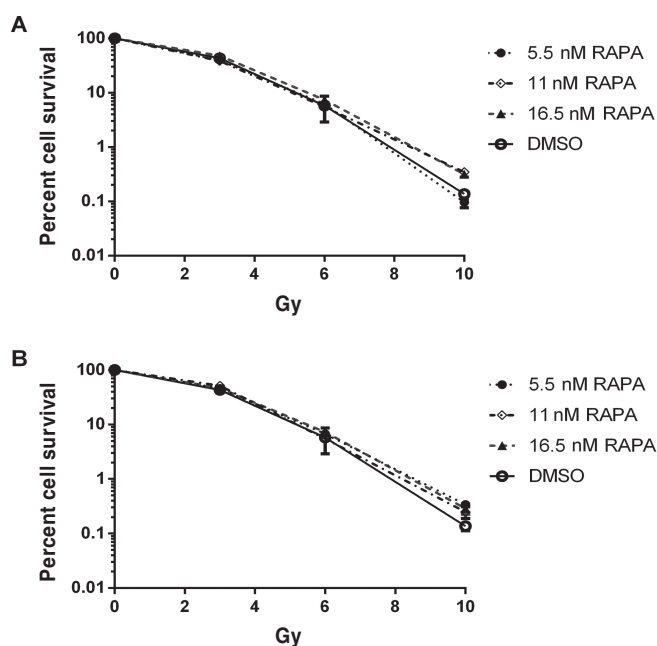 A
Percent cell survival
100
10
1
0.1
0.01
0 2 4 6 8 10
Gy
5.5 nM RAPA
11 nM RAPA
16.5 nM RAPA
DMSO
B
Percent cell survival
100
10
1
0.1
0.01
0 2 4 6 8 10
Gy
5.5 nM RAPA
11 nM RAPA
16.5 nM RAPA
DMSO